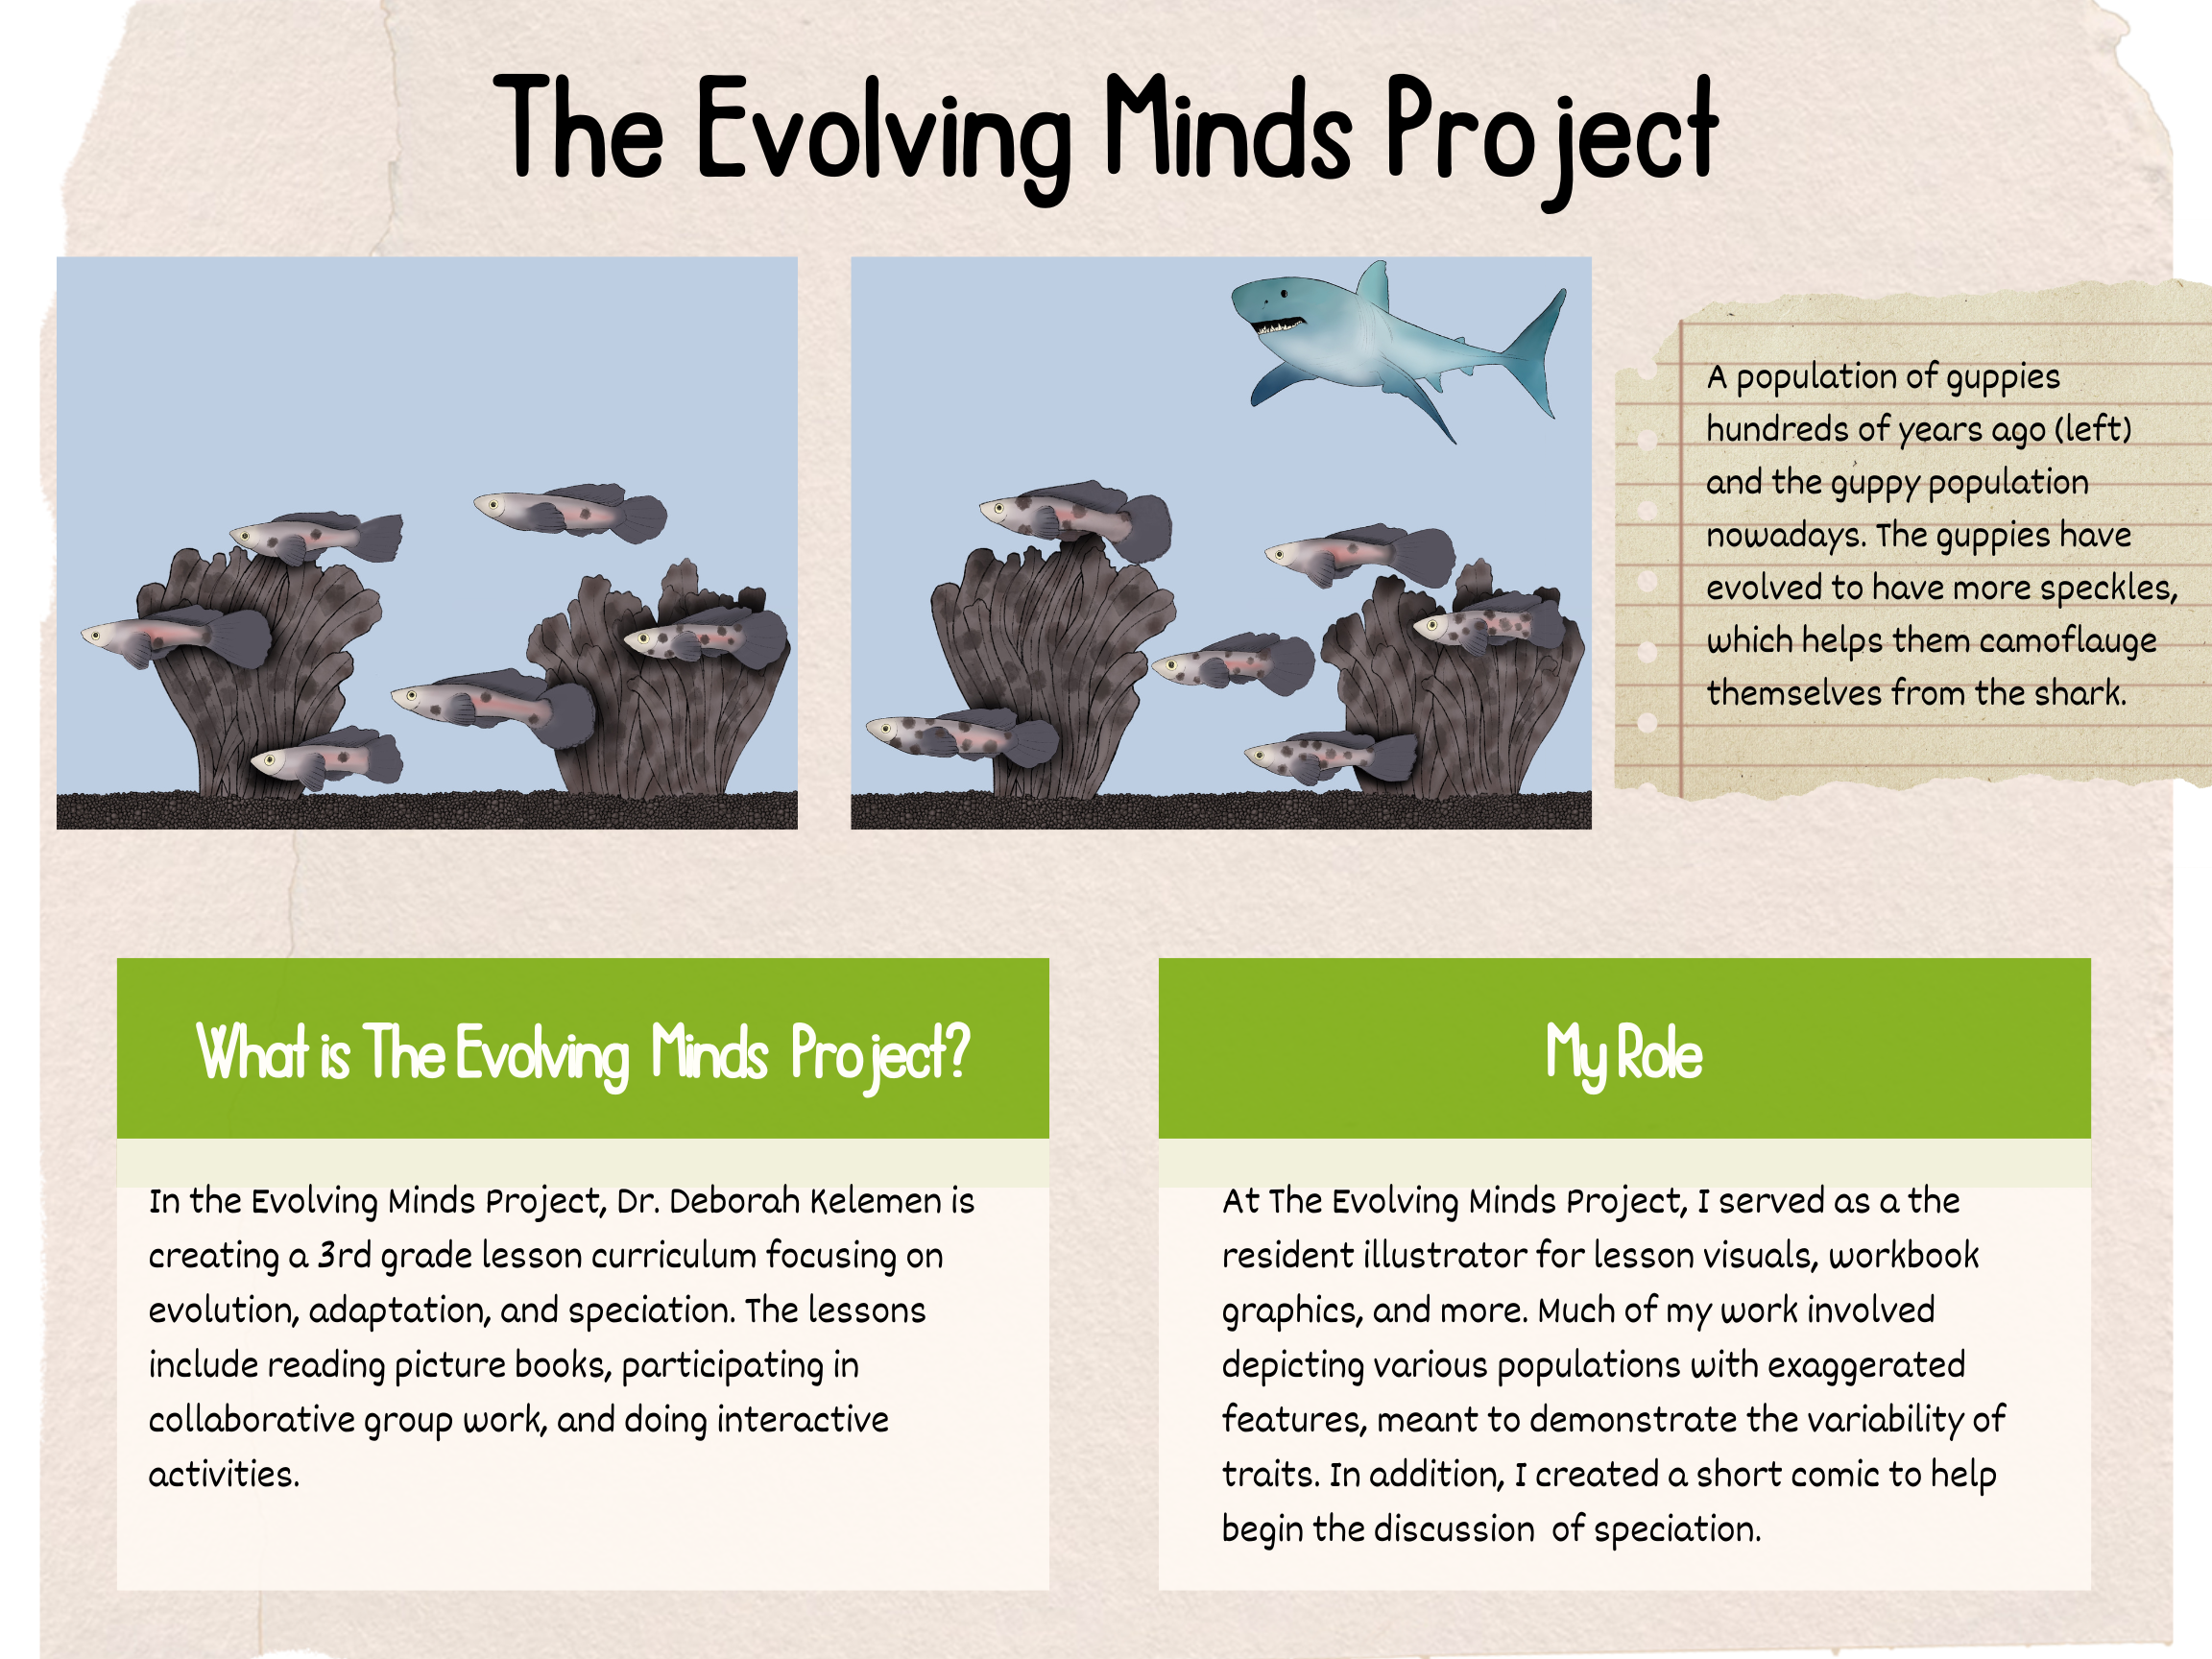 The Evolving Minds Project
A population of guppies
hundreds of years ago (left)
and the guppy population
nowadays. The guppies have
evolved to have more speckles,
which helps them camoflauge
themselves from the shark.
What is The Evolving Minds Project?
In the Evolving Minds Project, Dr. Deborah Kelemen is
creating a 3rd grade lesson curriculum focusing on
evolution, adaptation, and speciation. The lessons
include reading picture books, participating in
collaborative group work, and doing interactive
activities.
My Role
At The Evolving Minds Project, I served as a the
resident illustrator for lesson visuals, workbook
graphics, and more. Much of my work involved
depicting various populations with exaggerated
features, meant to demonstrate the variability of
traits. In addition, I created a short comic to help
begin the discussion of speciation.